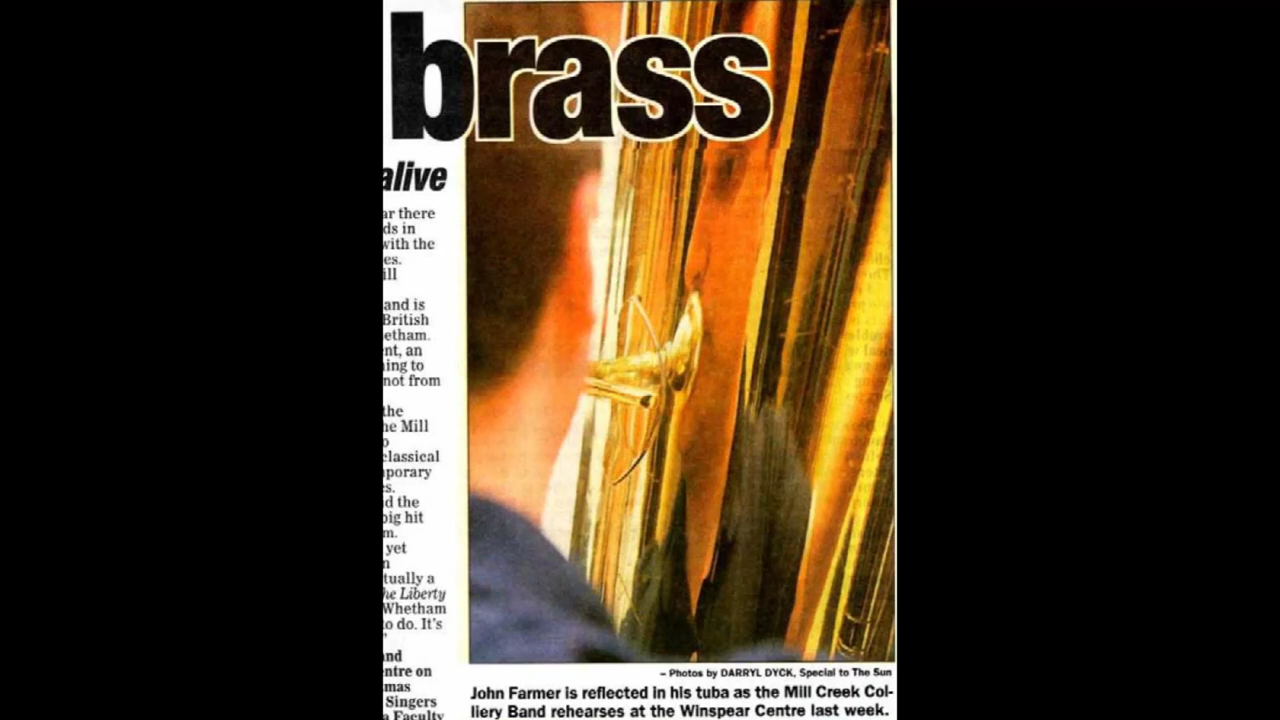 brass
alive
ar there
ds in
with the
es.
ill
and is
British
etham.
nt, an
ing to
not from
the
he Mill
o
classical
porary
s.
d the
big hit
m.
yet
n
tually a
he Liberty
Whetham
to do. It's
"
nd
entre on
mas
Singers
a Faculty
– Photos by DARRYL DYCK, Special to The Sun
John Farmer is reflected in his tuba as the Mill Creek Col-
liery Band rehearses at the Winspear Centre last week.